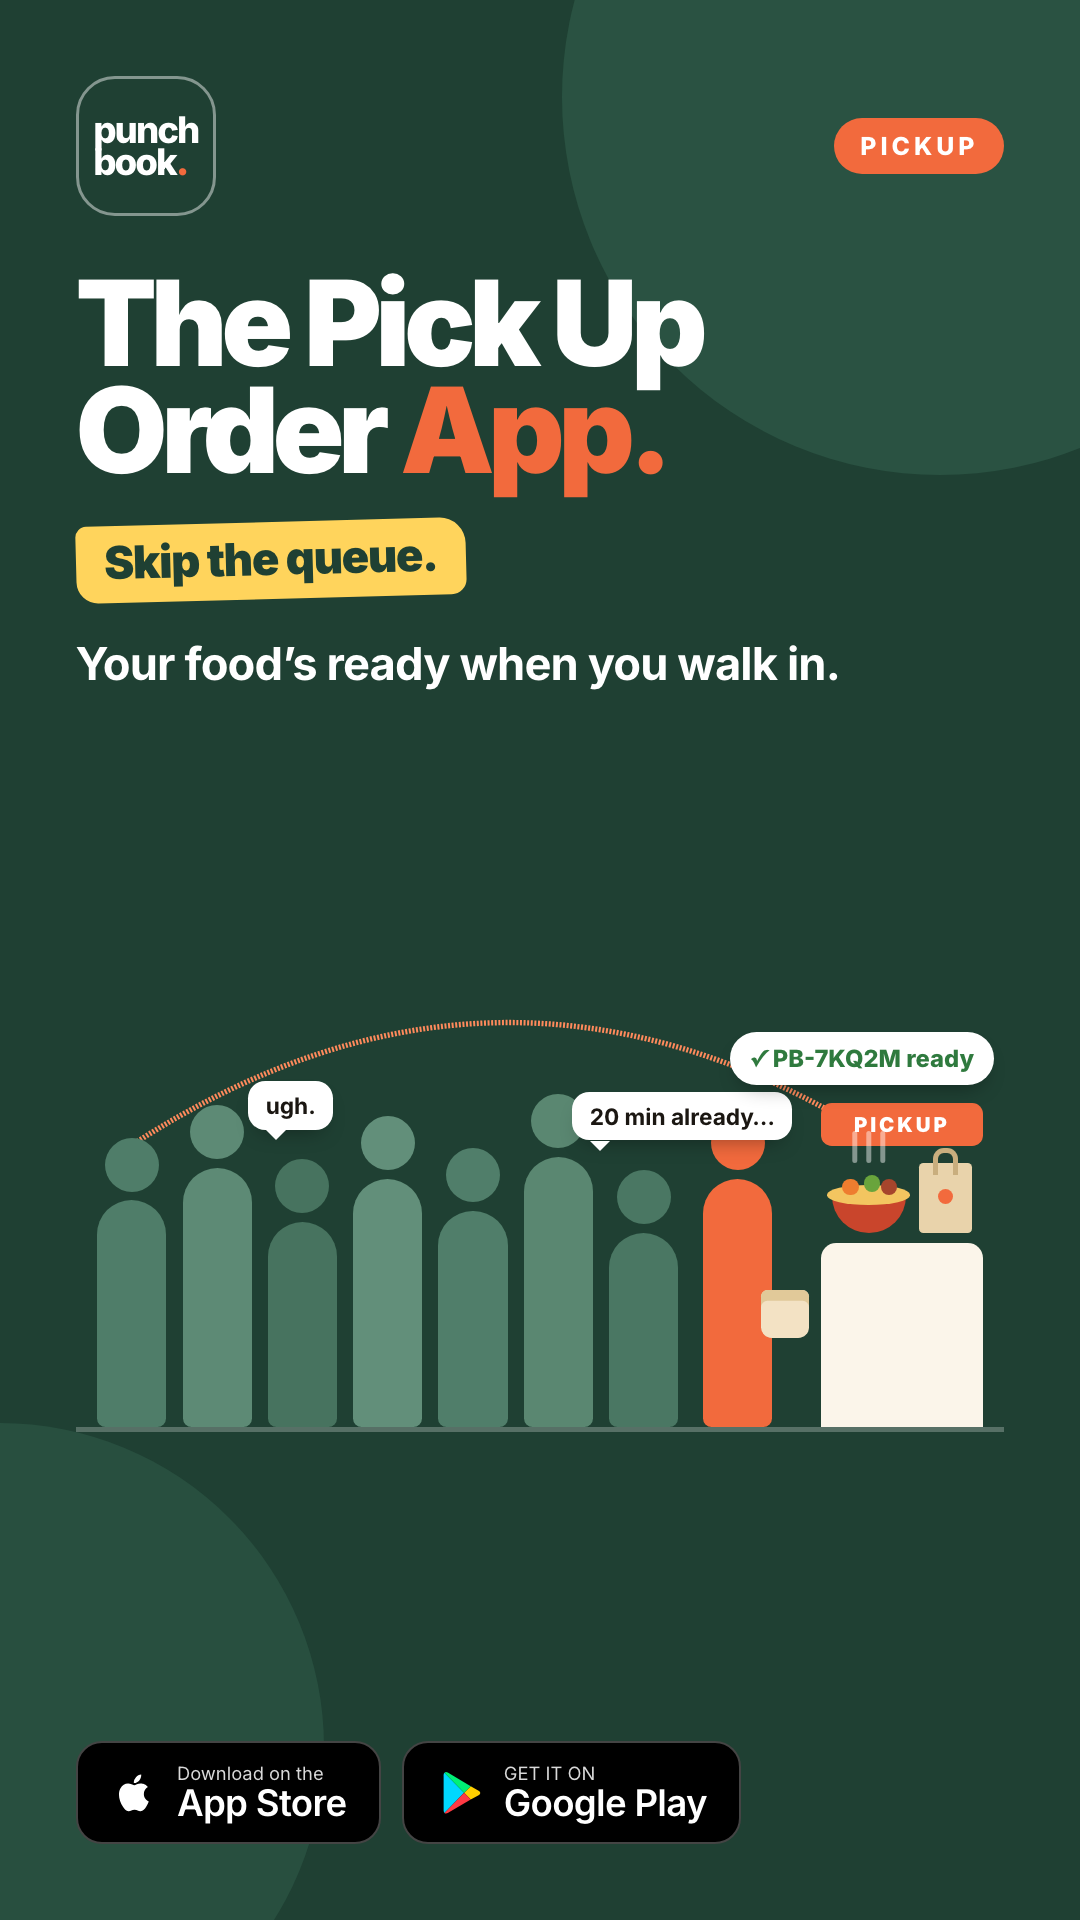 punch
book.
PICKUP
The Pick Up
Order App.
Skip the queue.
Your food’s ready when you walk in.
✓ PB-7KQ2M ready
ugh.
20 min already...
PICKUP
Download on the
App Store
GET IT ON
Google Play